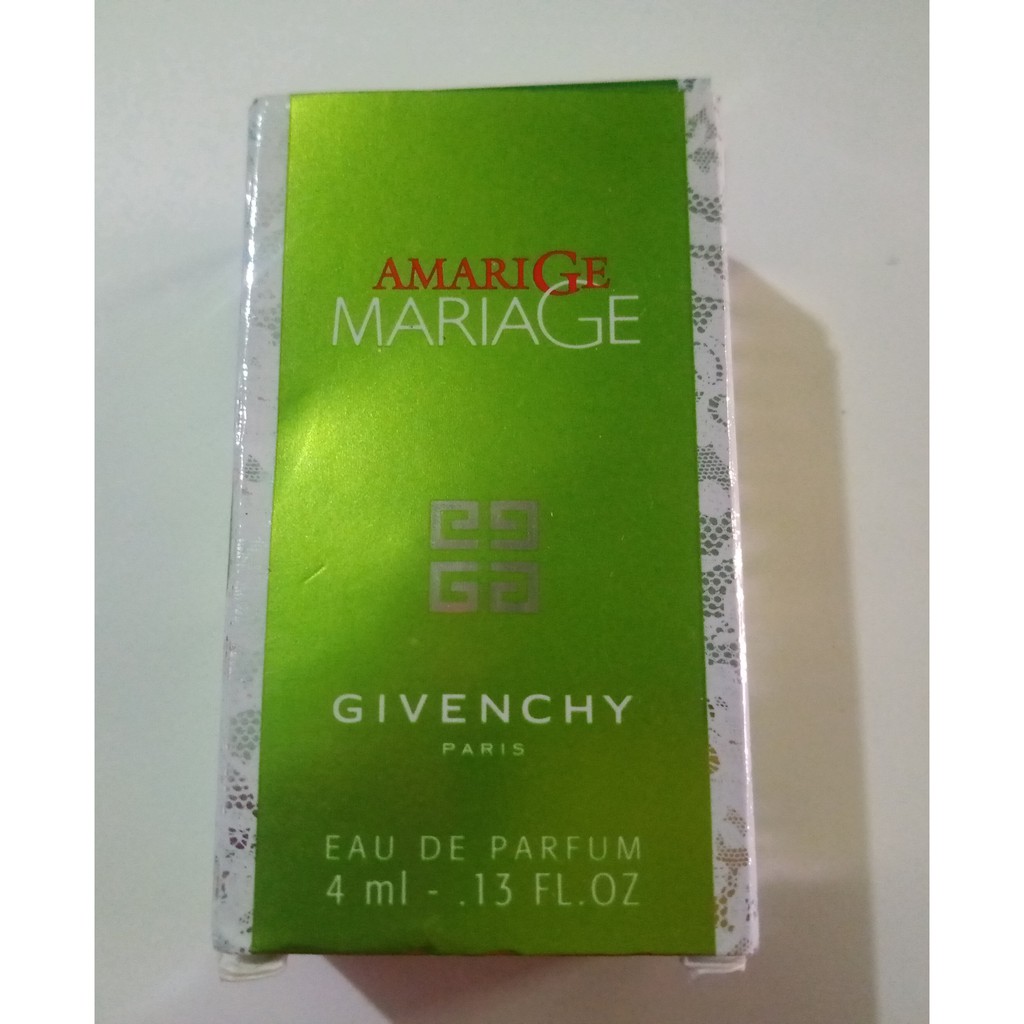 AMARIGE
MARIAGE
GIVENCHY
PARIS
EAU DE PARFUM
4 ml - .13 FL.OZ